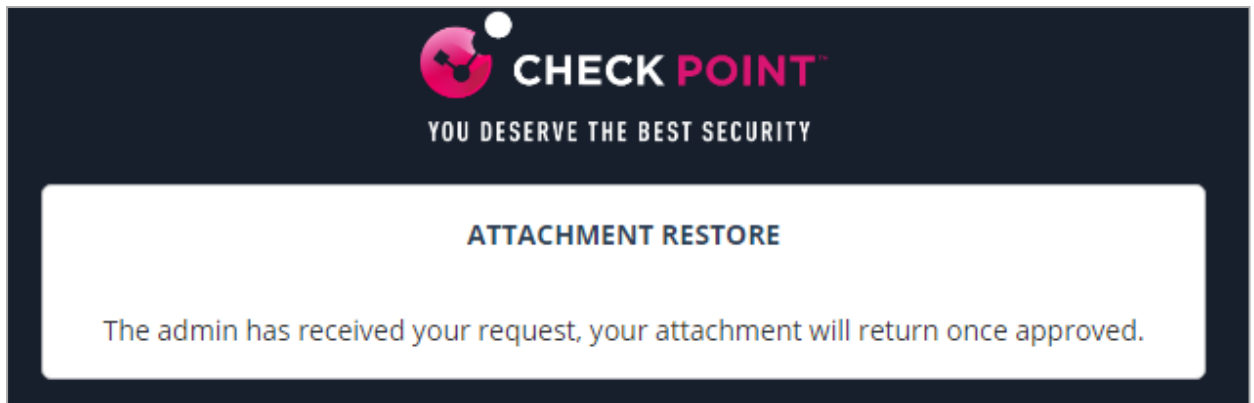 CHECK POINT™
YOU DESERVE THE BEST SECURITY
ATTACHMENT RESTORE
The admin has received your request, your attachment will return once approved.